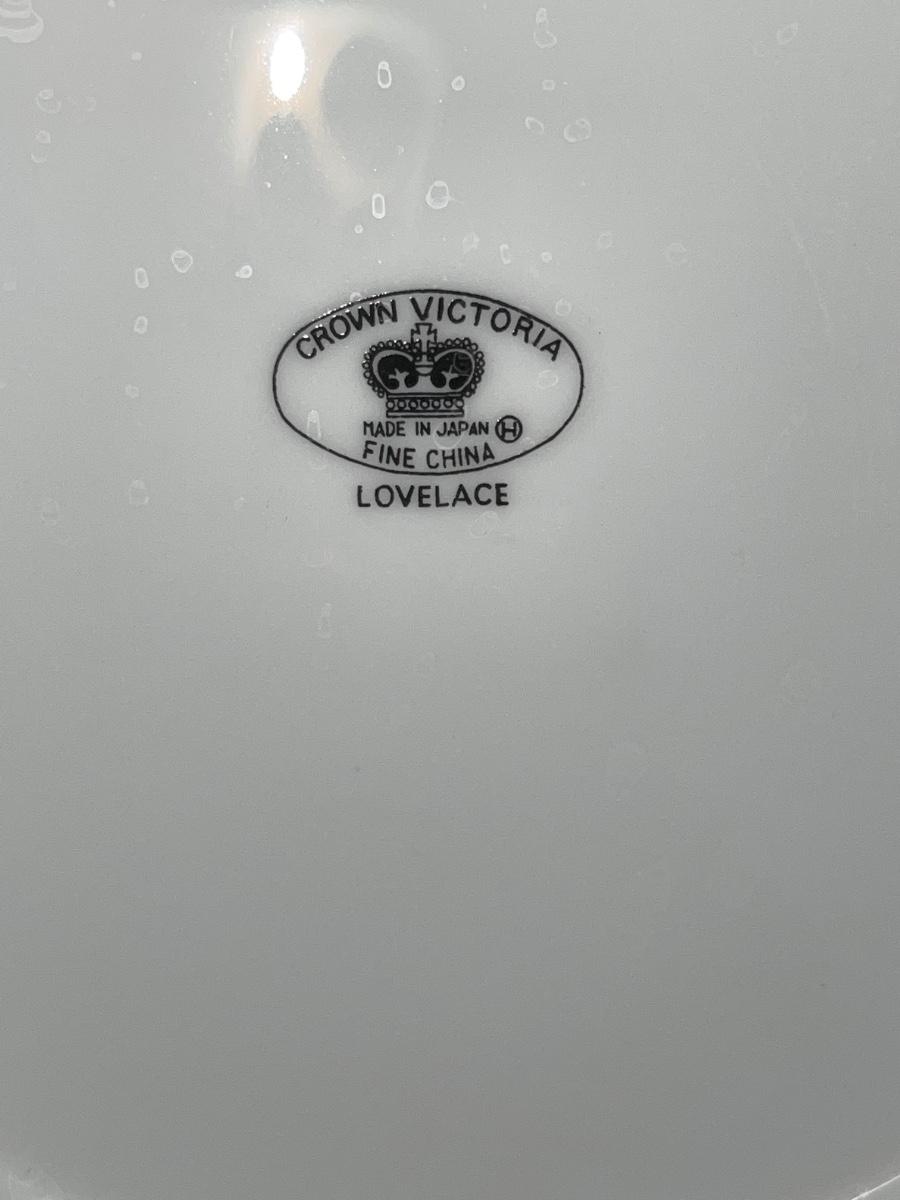 CROWN VICTORIA
MADE IN JAPAN Ⓗ
FINE CHINA
LOVELACE